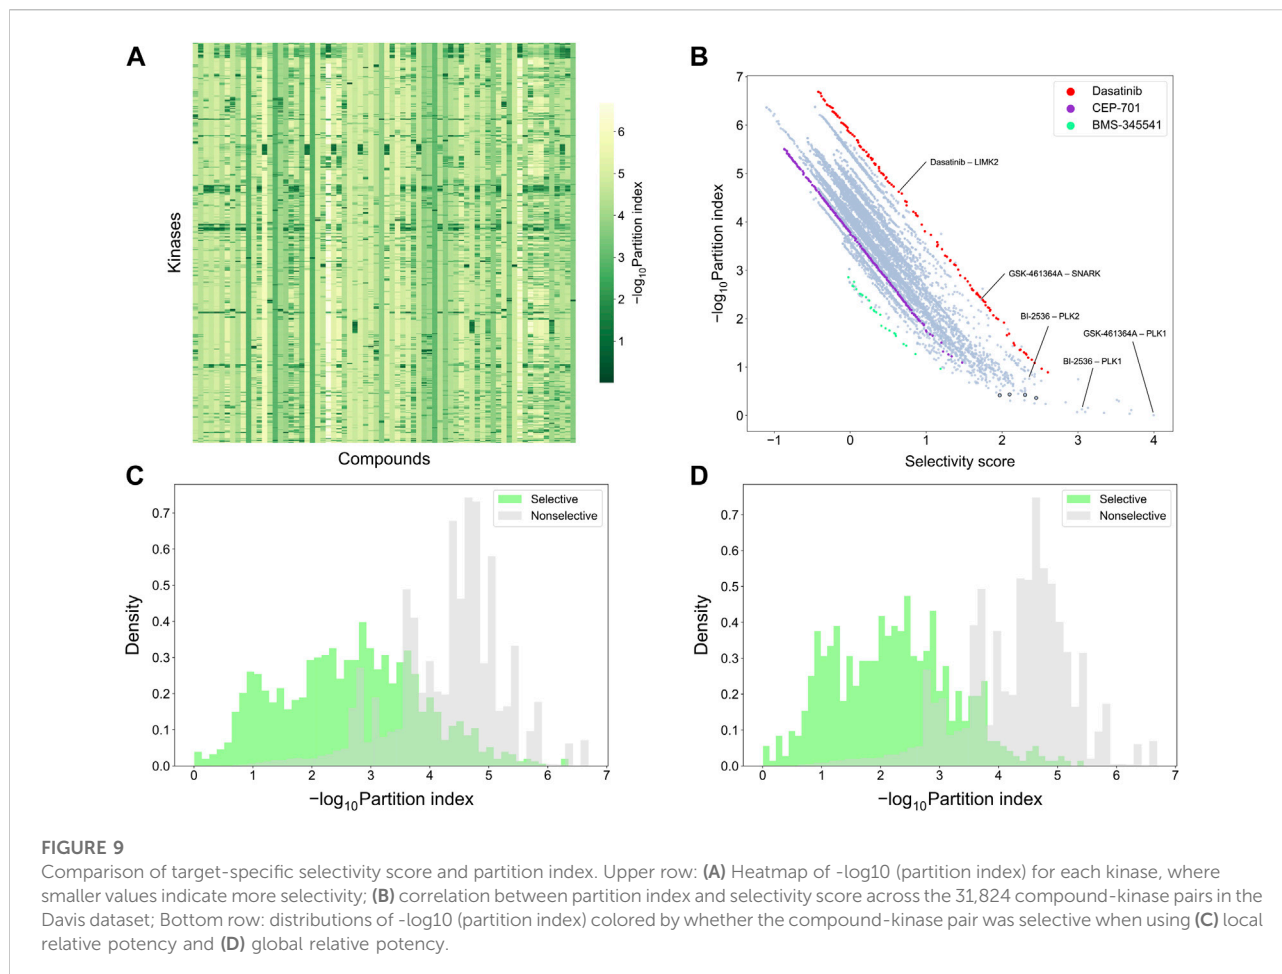 A
Kinases
Compounds
6
5
4
3
2
1
−log10Partition index
B
7
6
5
4
3
2
1
0
−log10Partition index
−1 0 1 2 3 4
Selectivity score
Dasatinib
CEP-701
BMS-345541
Dasatinib – LIMK2
GSK-461364A – SNARK
BI-2536 – PLK2
GSK-461364A – PLK1
BI-2536 – PLK1
C
0.7
0.6
0.5
0.4
0.3
0.2
0.1
0.0
Density
0 1 2 3 4 5 6 7
−log10Partition index
Selective
Nonselective
D
0.7
0.6
0.5
0.4
0.3
0.2
0.1
0.0
Density
0 1 2 3 4 5 6 7
−log10Partition index
Selective
Nonselective
FIGURE 9
Comparison of target-specific selectivity score and partition index. Upper row: (A) Heatmap of -log10 (partition index) for each kinase, where
smaller values indicate more selectivity; (B) correlation between partition index and selectivity score across the 31,824 compound-kinase pairs in the
Davis dataset; Bottom row: distributions of -log10 (partition index) colored by whether the compound-kinase pair was selective when using (C) local
relative potency and (D) global relative potency.